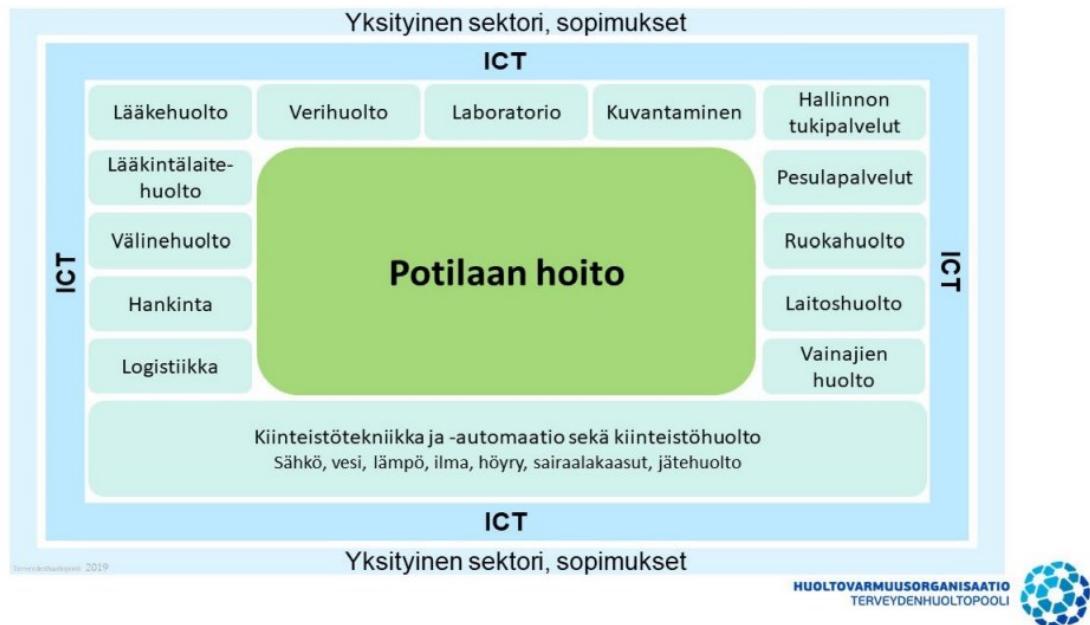 Yksityinen sektori, sopimukset
ICT
Lääkehuolto
Verihuolto
Laboratorio
Kuvantaminen
Hallinnon
tukipalvelut
Lääkintälaite-
huolto
Pesulapalvelut
Välinehuolto
Ruokahuolto
ICT
Potilaan hoito
ICT
Hankinta
Laitoshuolto
Logistiikka
Vainajien
huolto
Kiinteistötekniikka ja -automaatio sekä kiinteistöhuolto
Sähkö, vesi, lämpö, ilma, höyry, sairaalakaasut, jätehuolto
ICT
Yksityinen sektori, sopimukset
Terveydenhuoltopooli 2019
HUOLTOVARMUUSORGANISAATIO
TERVEYDENHUOLTOPOOLI